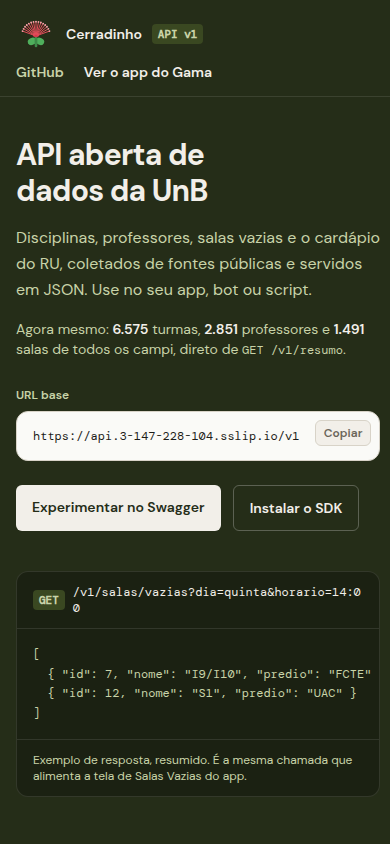 Cerradinho API v1
GitHub Ver o app do Gama
API aberta de
dados da UnB
Disciplinas, professores, salas vazias e o cardápio
do RU, coletados de fontes públicas e servidos
em JSON. Use no seu app, bot ou script.
Agora mesmo: 6.575 turmas, 2.851 professores e 1.491
salas de todos os campi, direto de GET /v1/resumo.
URL base
https://api.3-147-228-104.sslip.io/v1 Copiar
Experimentar no Swagger Instalar o SDK
GET /v1/salas/vazias?dia=quinta&horario=14:0
0
[
{ "id": 7, "nome": "I9/I10", "predio": "FCTE"
{ "id": 12, "nome": "S1", "predio": "UAC" }
]
Exemplo de resposta, resumido. É a mesma chamada que
alimenta a tela de Salas Vazias do app.